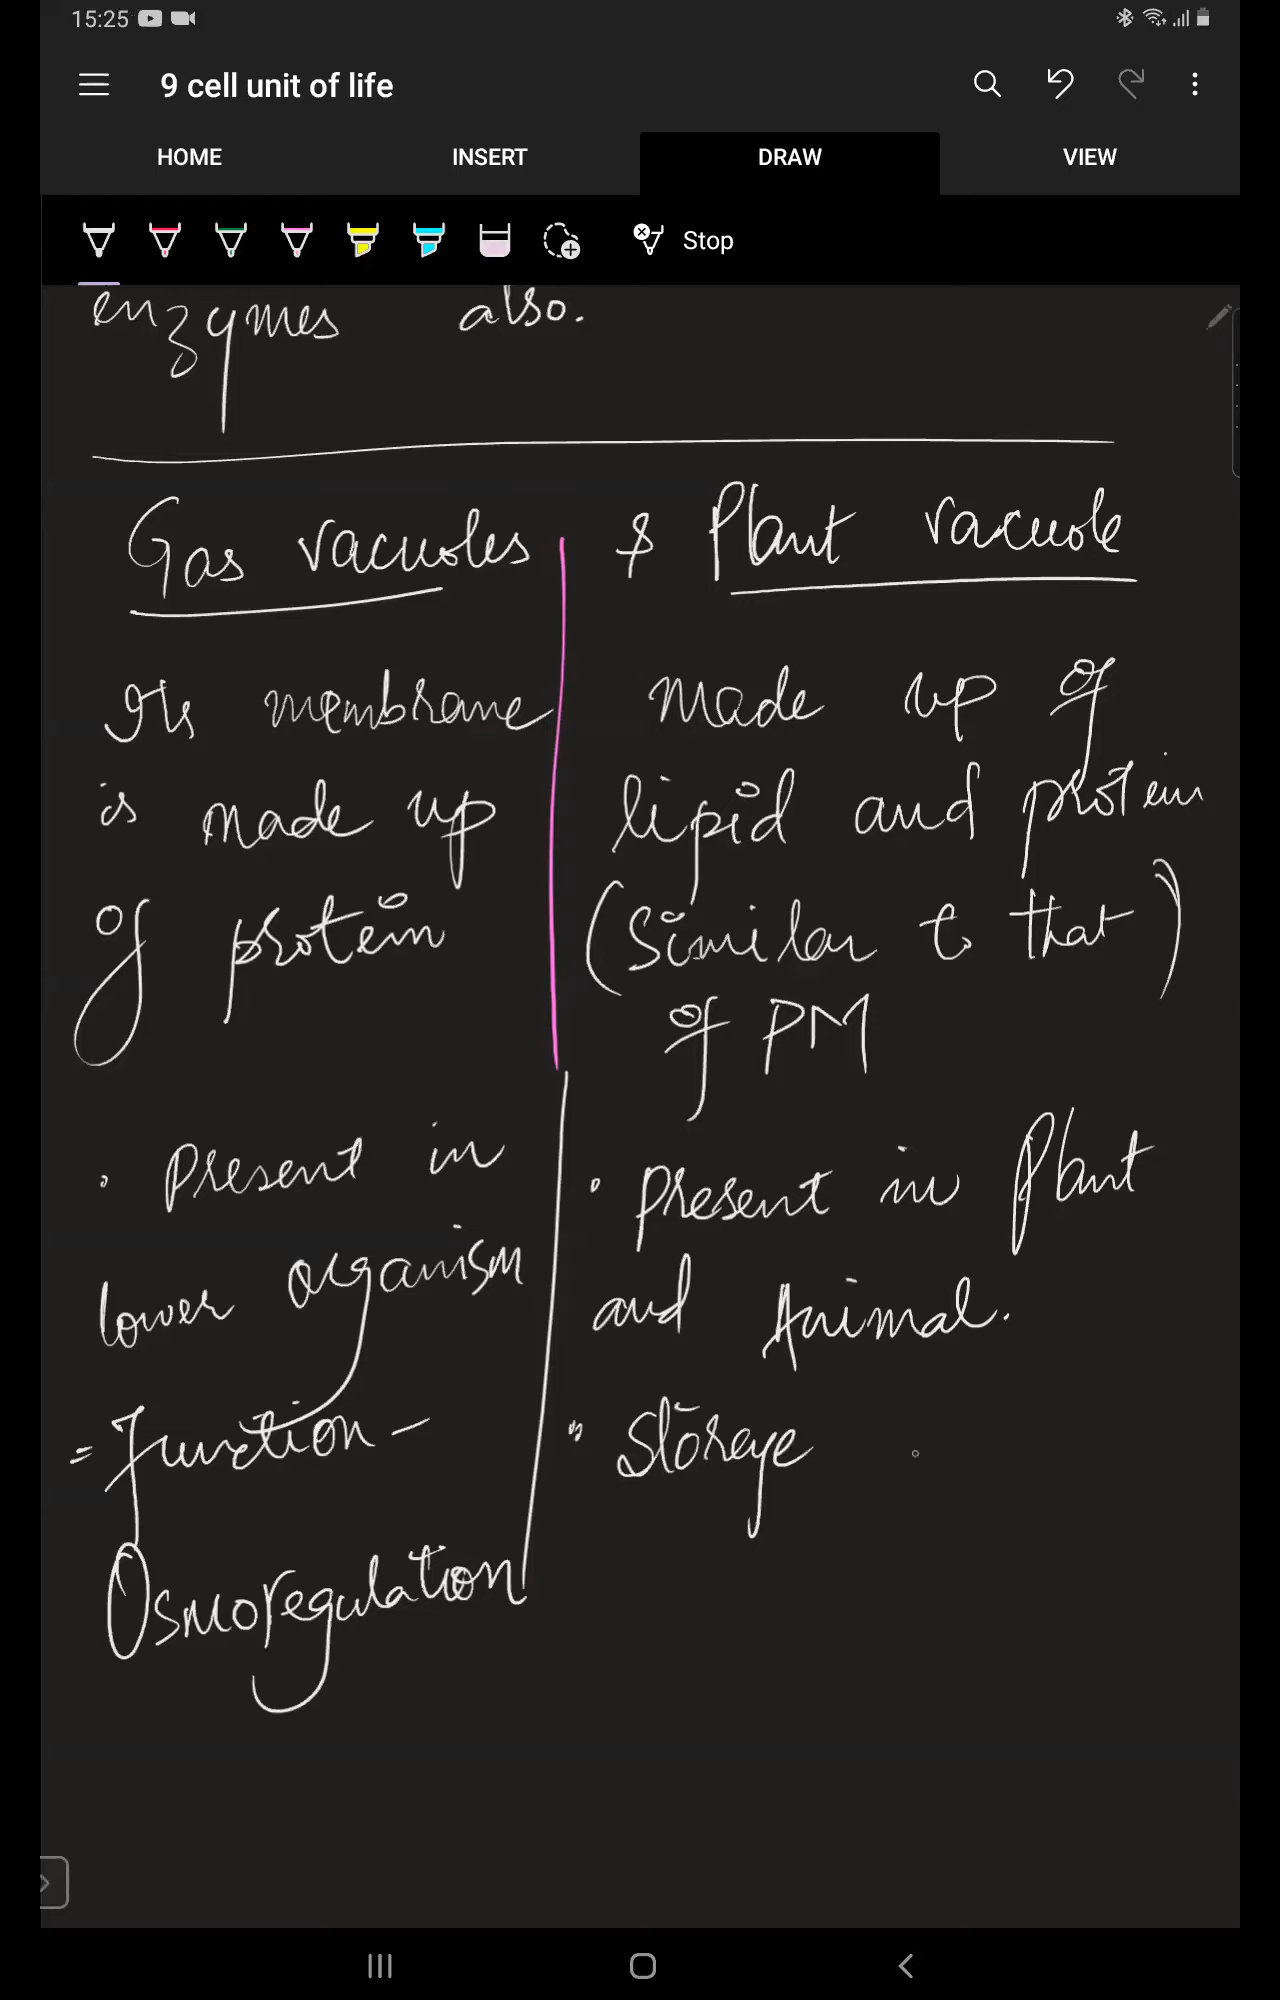 15:25
9 cell unit of life
HOME INSERT DRAW VIEW
Stop
enzymes also.
Gas vacuoles & Plant vacuole
Its membrane
is made up
of protein
made up of
lipid and protein
(Similar to that)
of PM
• Present in
lower organism
= Function -
Osmoregulation
• Present in Plant
and Animal.
" Storage